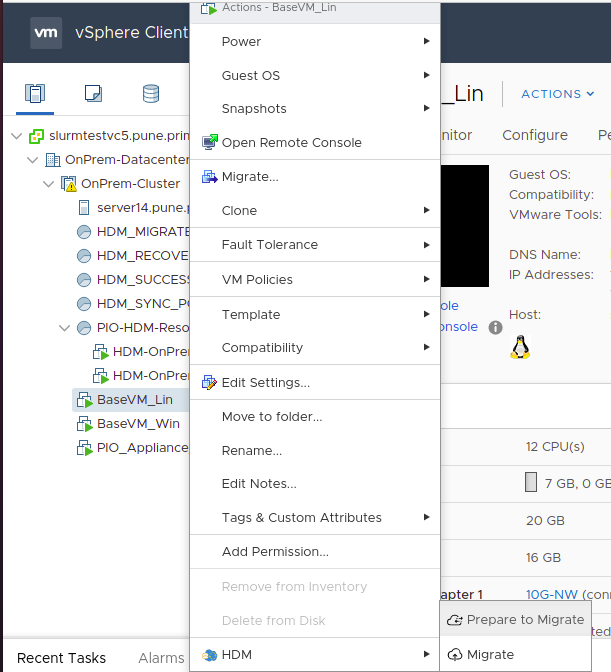 Actions - BaseVM_Lin
vm vSphere Client
Power
Guest OS
Snapshots
Open Remote Console
Migrate...
Clone
Fault Tolerance
VM Policies
Template
Compatibility
Edit Settings...
Move to folder...
Rename...
Edit Notes...
Tags & Custom Attributes
Add Permission...
Remove from Inventory
Delete from Disk
HDM
Prepare to Migrate
Migrate
slurmtestvc5.pune.prim
OnPrem-Datacenter
OnPrem-Cluster
server14.pune.p
HDM_MIGRATE
HDM_RECOVE
HDM_SUCCESS
HDM_SYNC_PO
PIO-HDM-Reso
HDM-OnPre
HDM-OnPre
BaseVM_Lin
BaseVM_Win
PIO_Appliance
Recent Tasks Alarms
_Lin ACTIONS
nitor Configure Pe
Guest OS:
Compatibility:
VMware Tools:
DNS Name:
IP Addresses:
Host:
ole
onsole
12 CPU(s)
7 GB, 0 GB
20 GB
16 GB
apter 1 10G-NW (conn
ted